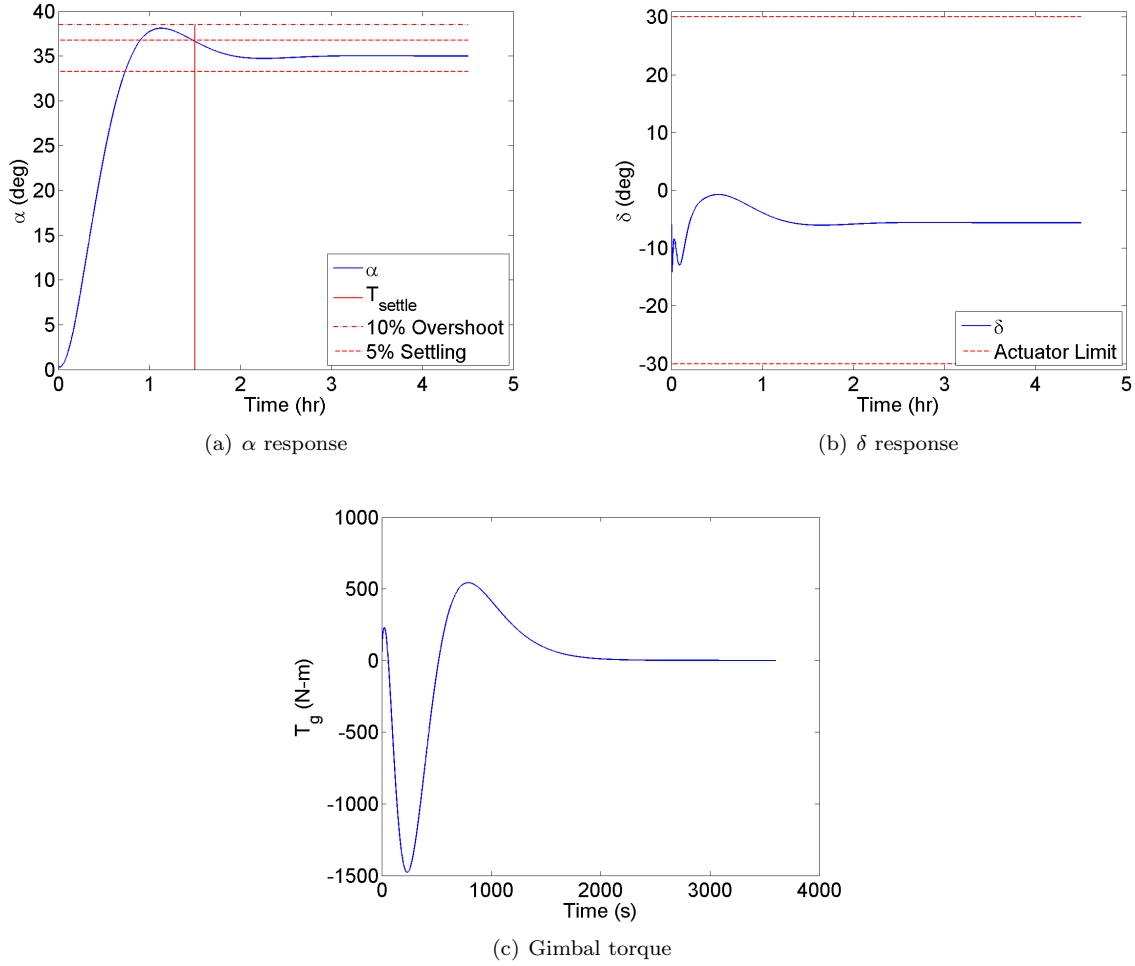 40
35
30
25
20
15
10
5
0
α (deg)
0 1 2 3 4 5
Time (hr)
α
T_settle
10% Overshoot
5% Settling
(a) α response
30
20
10
0
-10
-20
-30
δ (deg)
0 1 2 3 4 5
Time (hr)
δ
Actuator Limit
(b) δ response
1000
500
0
-500
-1000
-1500
T_g (N-m)
0 1000 2000 3000 4000
Time (s)
(c) Gimbal torque